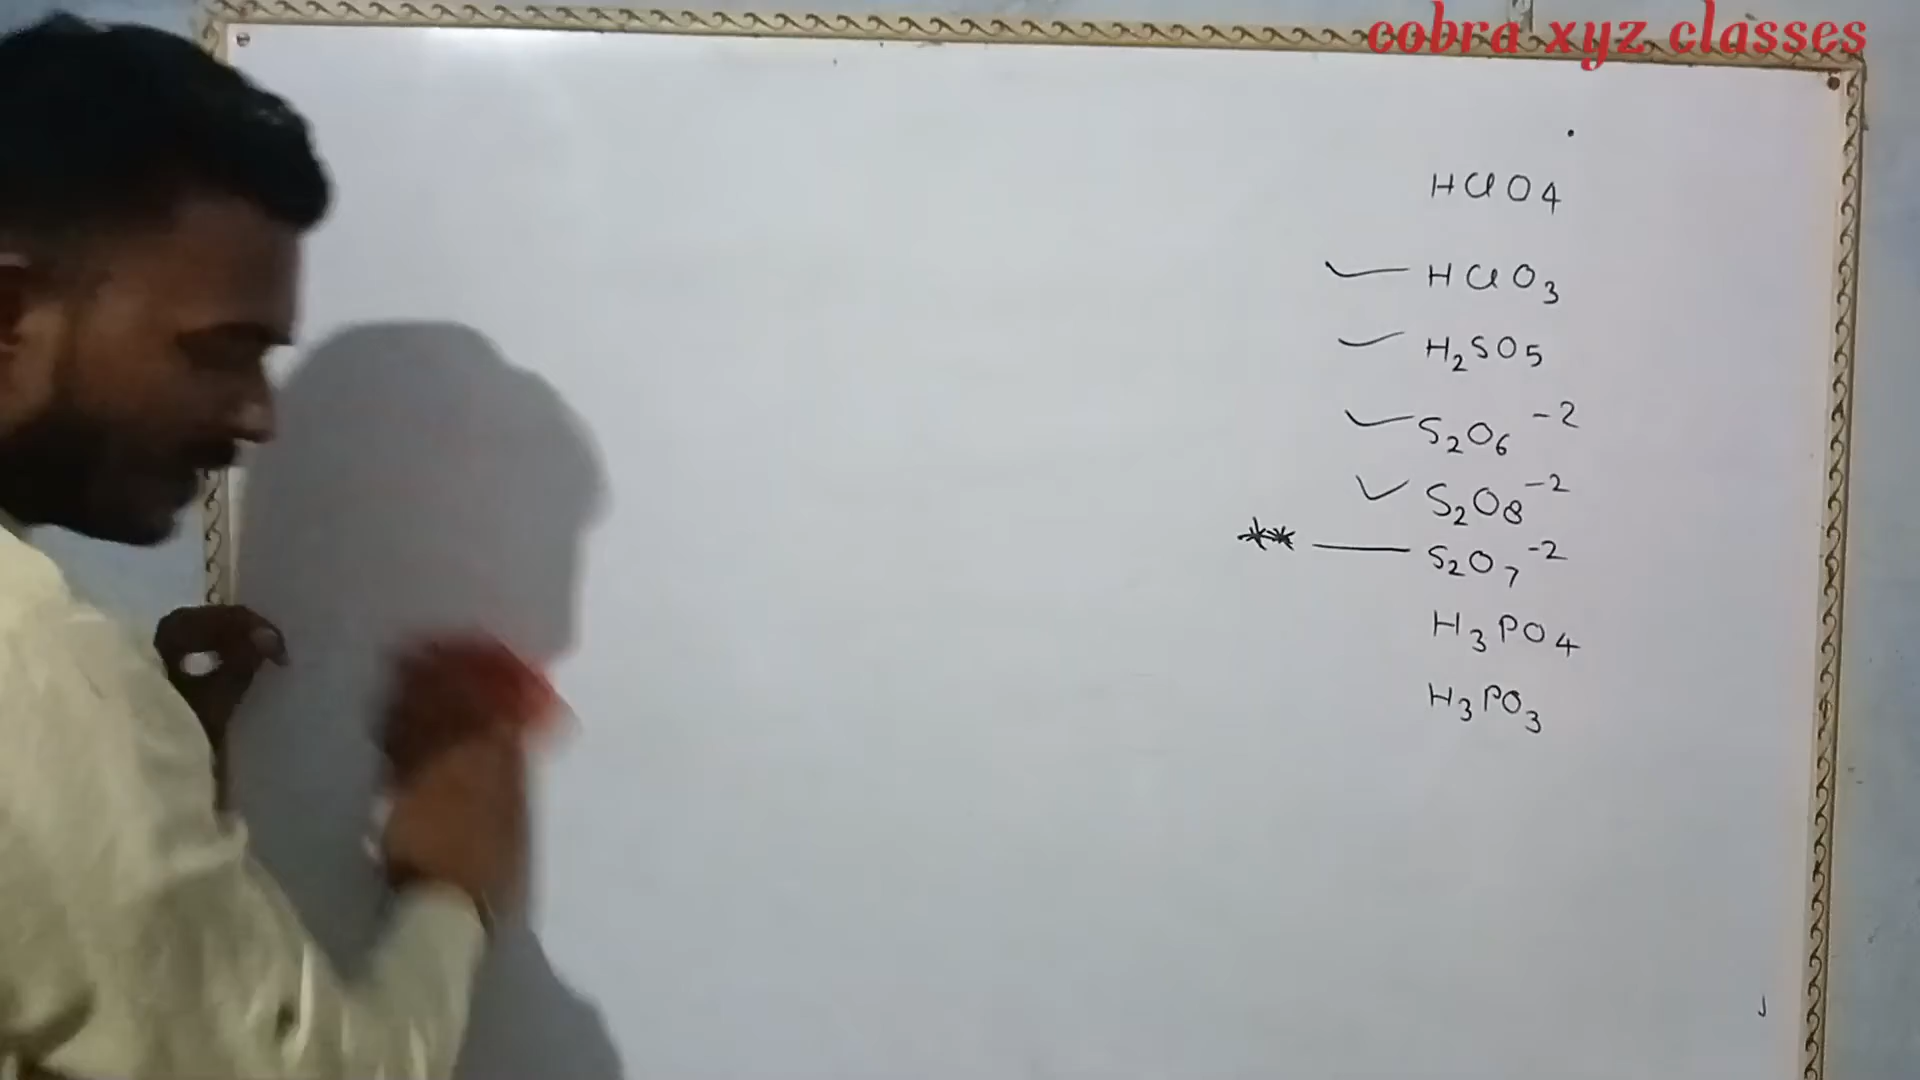 cobra xyz classes
HClO4
HClO3
H2SO5
S2O6 -2
S2O8 -2
** — S2O7 -2
H3PO4
H3PO3